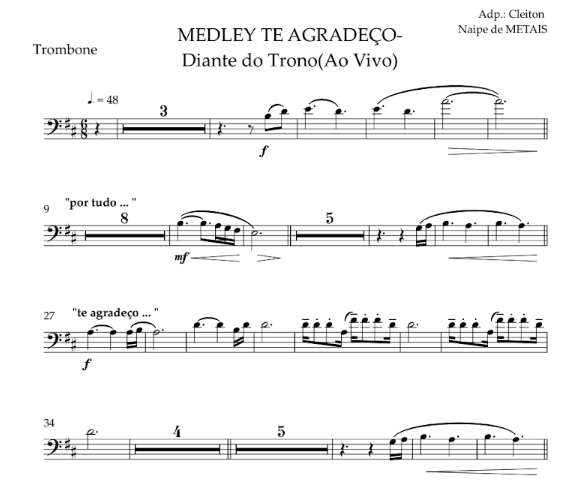 Adp.: Cleiton
MEDLEY TE AGRADEÇO-
Naipe de METAIS
Trombone
Diante do Trono(Ao Vivo)
♩. = 48
6
8
3
f
9
"por tudo ... "
8
5
mf
27
"te agradeço ... "
f
34
4
5